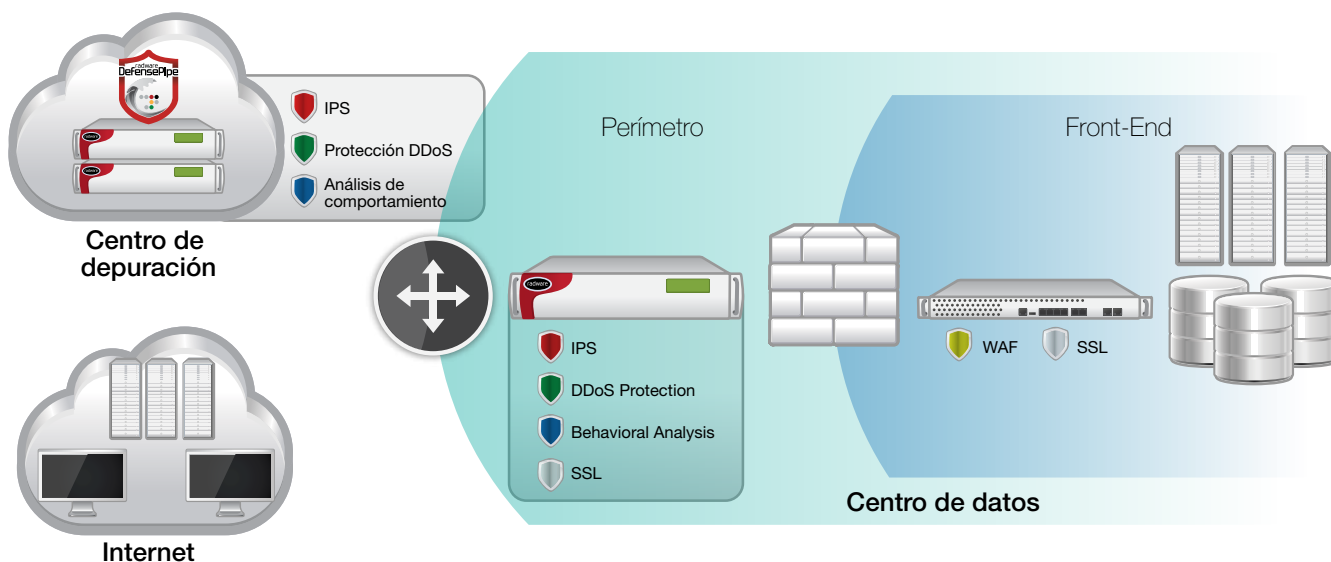 radware
DefensePipe
radware
radware
IPS
Protección DDoS
Análisis de
comportamiento
Centro de
depuración
Internet
Perímetro
radware
IPS
DDoS Protection
Behavioral Analysis
SSL
Front-End
WAF
SSL
Centro de datos